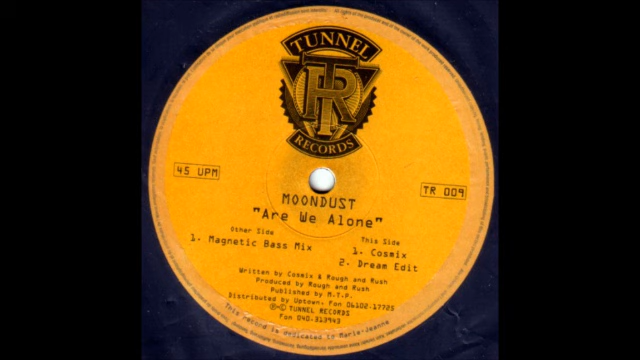 TUNNEL
TR
RECORDS
45 UPM
TR 009
MOONDUST
"Are We Alone"
Other Side
1. Magnetic Bass Mix
This Side
1. Cosmix
2. Dream Edit
Written by Cosmix & Rough and Rush
Produced by Rough and Rush
Published by M.T.P.
Distributed by Uptown, Fon 06102-17725
℗© TUNNEL RECORDS
Fon 040-313943
This record is dedicated to Marie-Jeanne